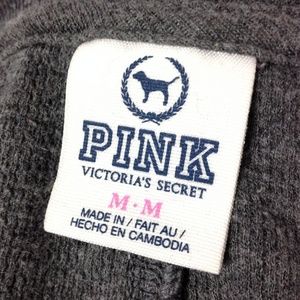 PINK
VICTORIA'S SECRET
M • M
MADE IN / FAIT AU /
HECHO EN CAMBODIA